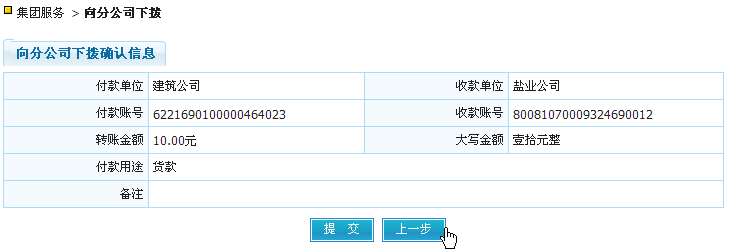 集团服务 > 向分公司下拨
向分公司下拨确认信息
付款单位 建筑公司 收款单位 盐业公司
付款账号 6221690100000464023 收款账号 80081070009324690012
转账金额 10.00元 大写金额 壹拾元整
付款用途 货款
备注
提 交 上一步